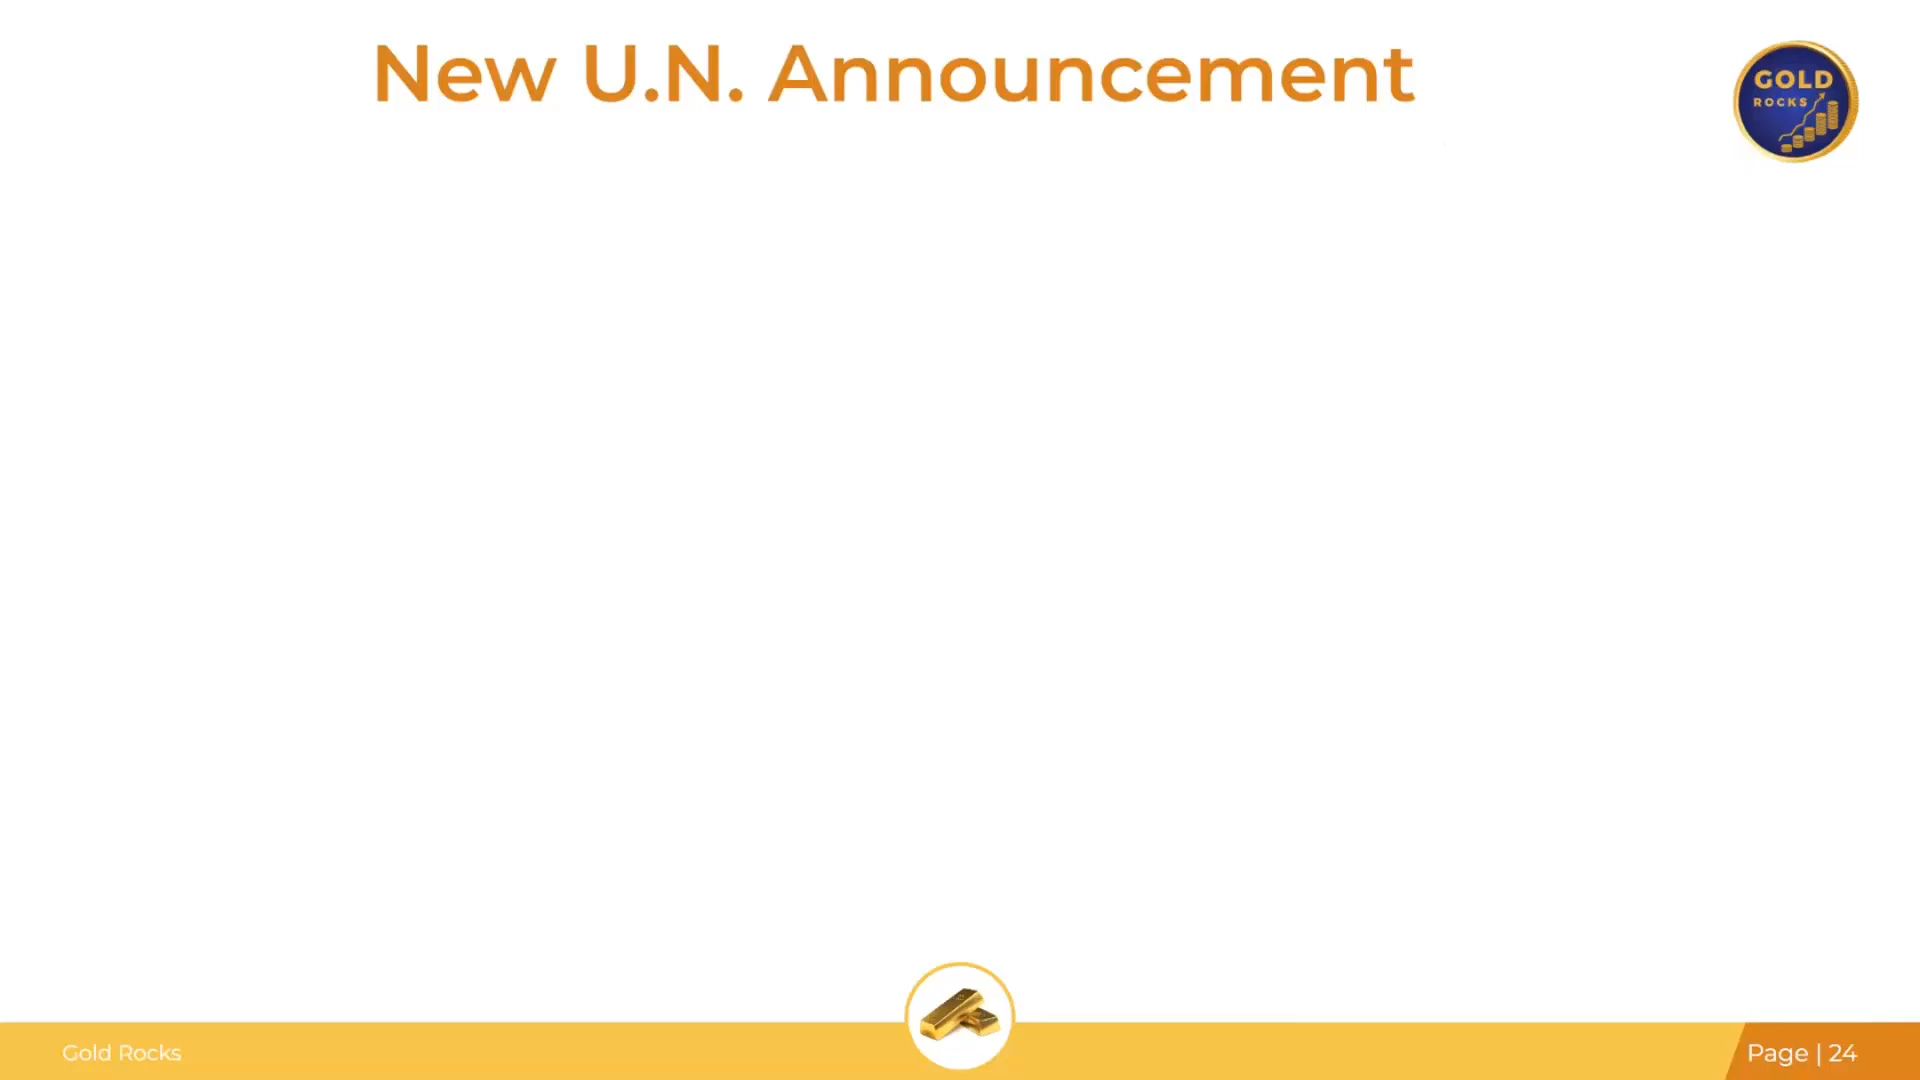 New U.N. Announcement
GOLD
ROCKS
Gold Rocks
Page | 24